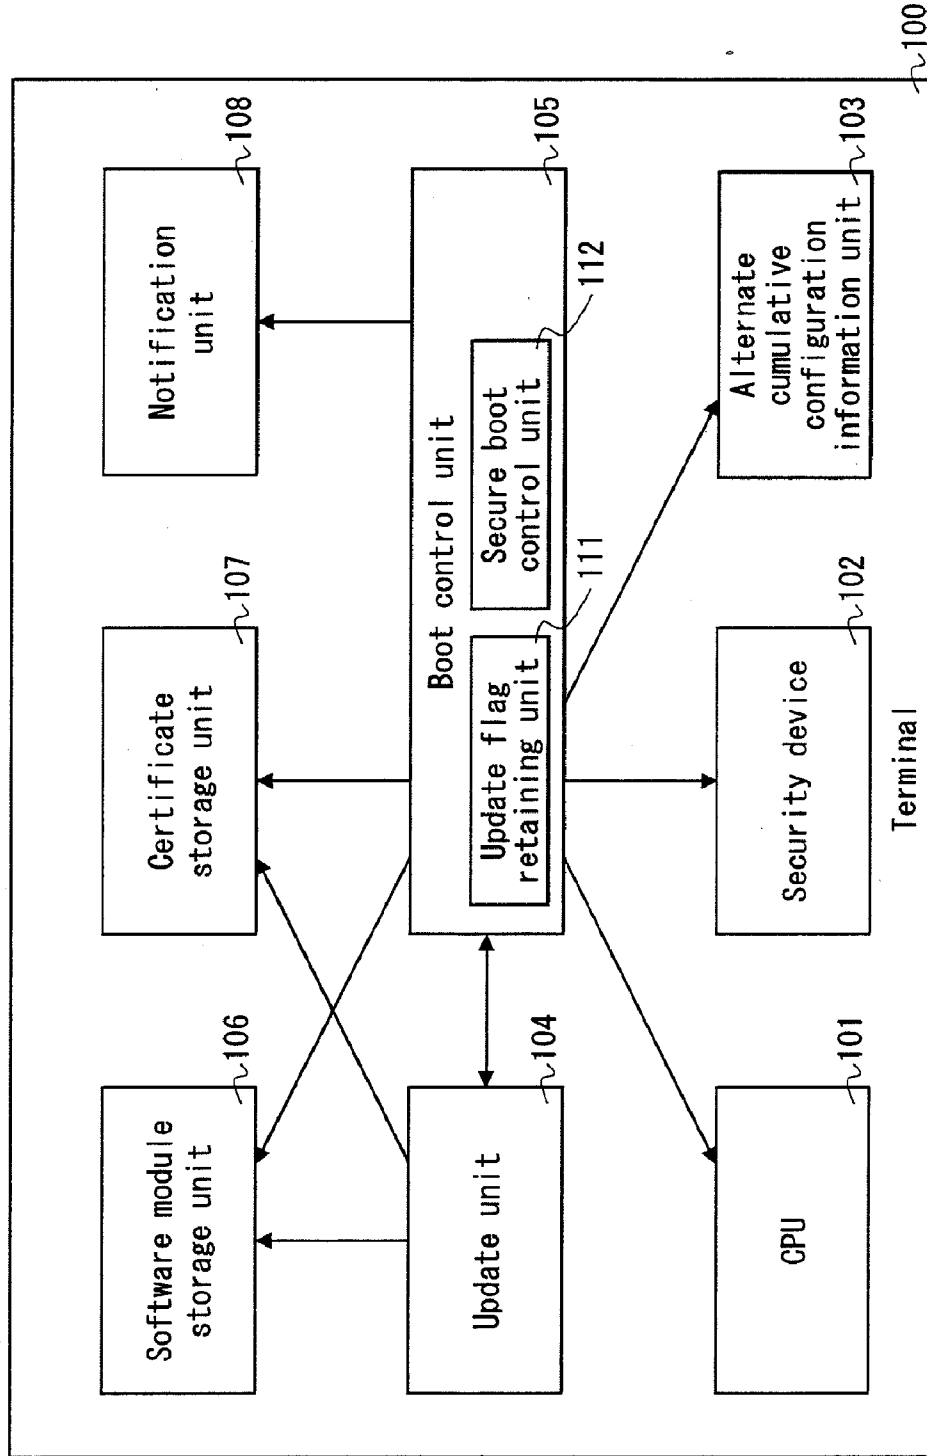 100
Software module
storage unit
106
Certificate
storage unit
107
Notification
unit
108
Update unit
104
Boot control unit
105
Update flag
retaining unit
111
Secure boot
control unit
112
CPU
101
Security device
102
Alternate
cumulative
configuration
information unit
103
Terminal